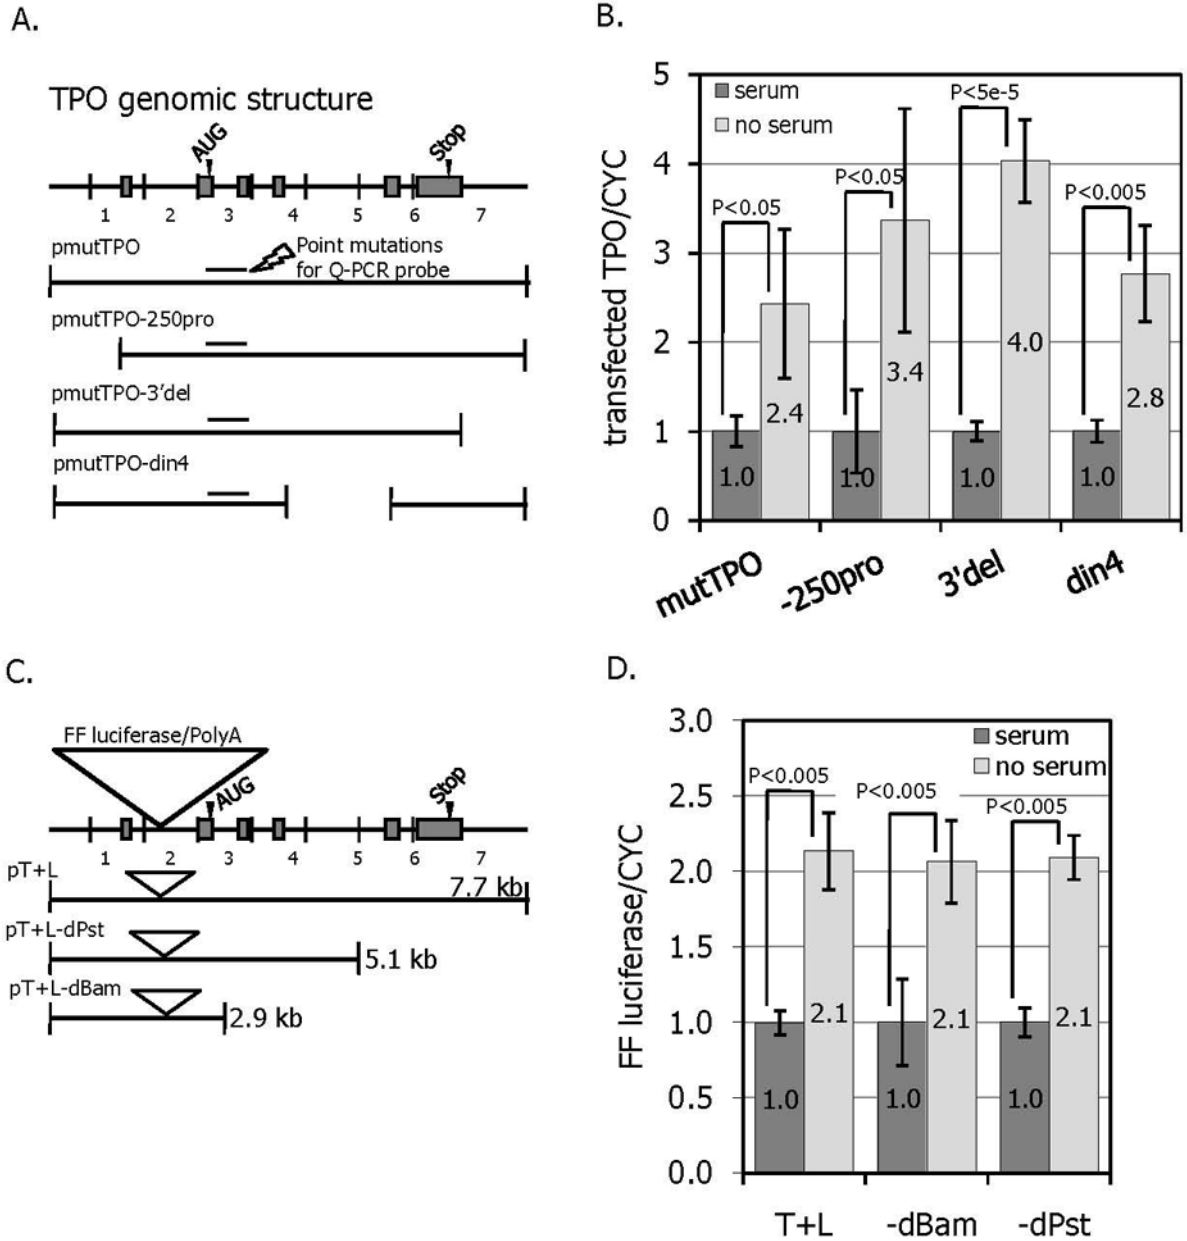 A.
TPO genomic structure
AUG
Stop
1 2 3 4 5 6 7
pmutTPO
Point mutations
for Q-PCR probe
pmutTPO-250pro
pmutTPO-3'del
pmutTPO-din4
B.
serum
no serum
transfected TPO/CYC
5
4
3
2
1
0
P<0.05
P<0.05
P<5e-5
P<0.005
1.0
2.4
1.0
3.4
1.0
4.0
1.0
2.8
mutTPO
-250pro
3'del
din4
C.
FF luciferase/PolyA
AUG
Stop
1 2 3 4 5 6 7
pT+L
7.7 kb
pT+L-dPst
5.1 kb
pT+L-dBam
2.9 kb
D.
serum
no serum
FF luciferase/CYC
3.0
2.5
2.0
1.5
1.0
0.5
0.0
P<0.005
P<0.005
P<0.005
1.0
2.1
1.0
2.1
1.0
2.1
T+L
-dBam
-dPst